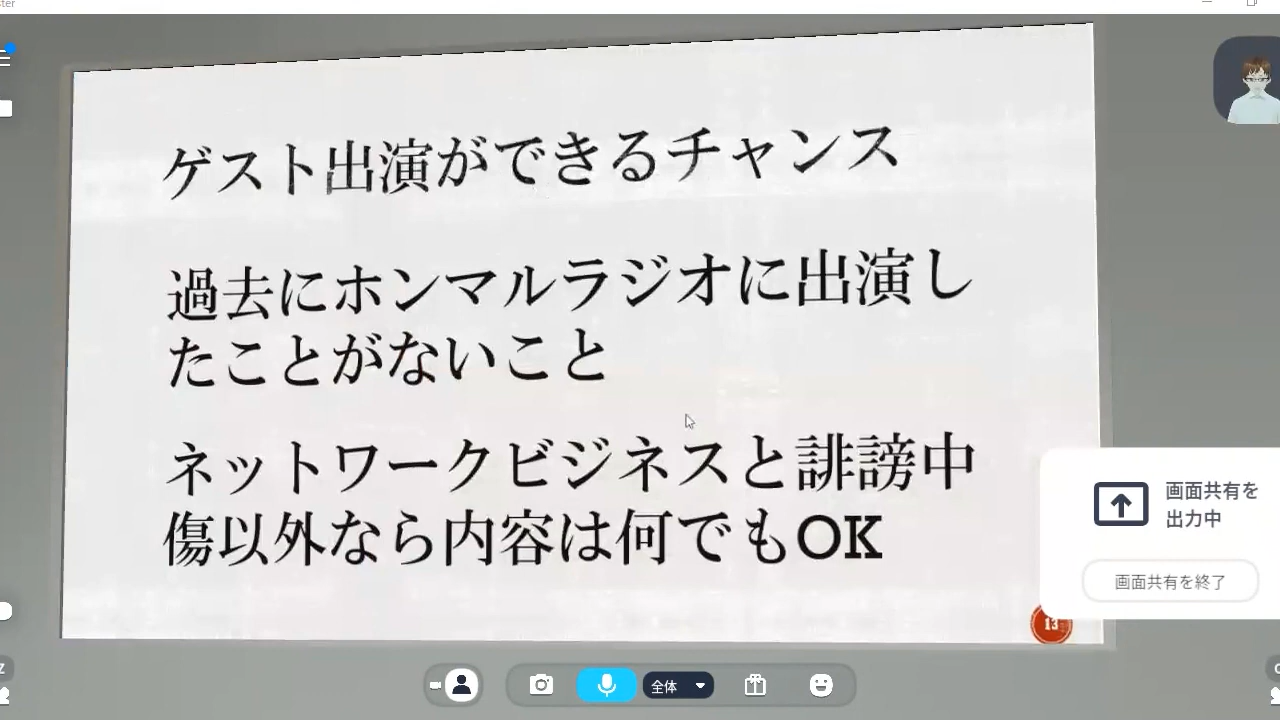 ゲスト出演ができるチャンス
過去にホンマルラジオに出演し
たことがないこと
ネットワークビジネスと誹謗中
傷以外なら内容は何でもOK
画面共有を
出力中
画面共有を終了
13
全体